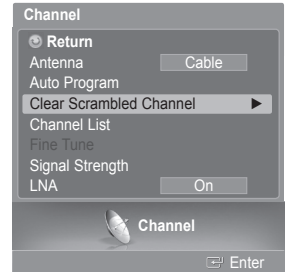 Channel
Return
Antenna Cable
Auto Program
Clear Scrambled Channel ►
Channel List
Fine Tune
Signal Strength
LNA On
Channel
Enter